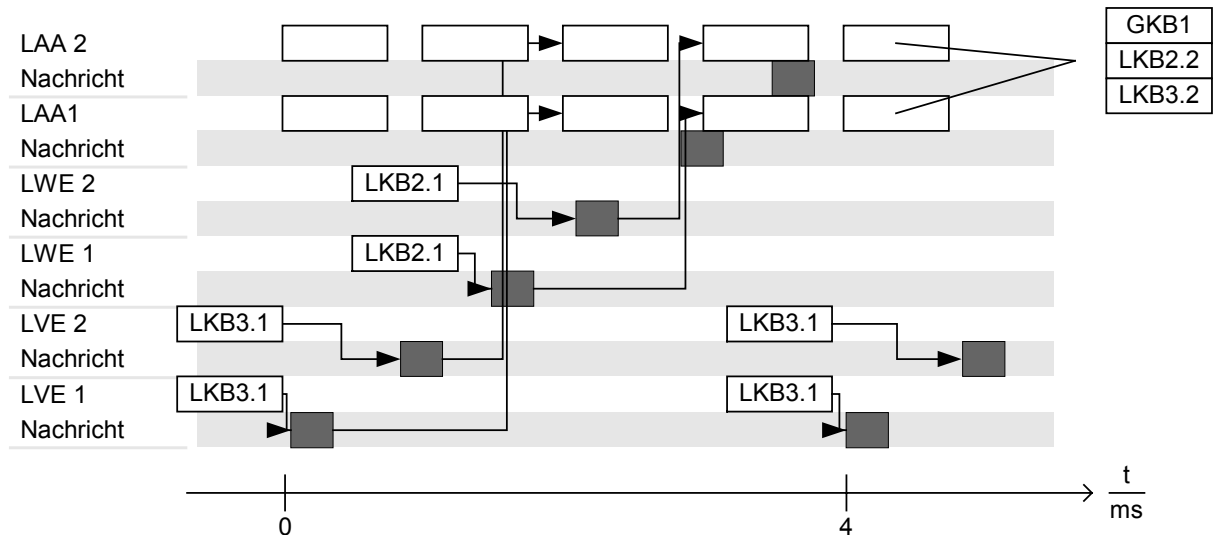 LAA 2
GKB1
Nachricht
LKB2.2
LAA1
LKB3.2
Nachricht
LWE 2
LKB2.1
Nachricht
LWE 1
LKB2.1
Nachricht
LVE 2
LKB3.1
LKB3.1
Nachricht
LVE 1
LKB3.1
LKB3.1
Nachricht
t
ms
0
4